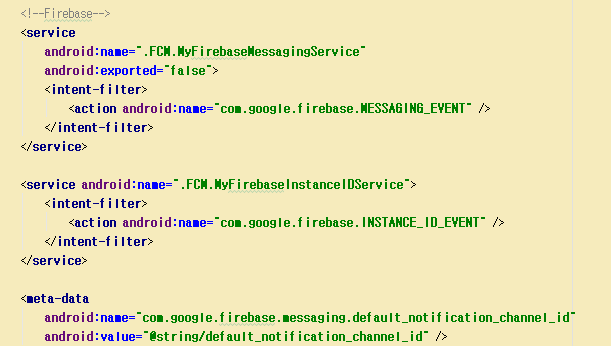 <!--Firebase-->
<service
android:name=".FCM.MyFirebaseMessagingService"
android:exported="false">
<intent-filter>
<action android:name="com.google.firebase.MESSAGING_EVENT" />
</intent-filter>
</service>
<service android:name=".FCM.MyFirebaseInstanceIDService">
<intent-filter>
<action android:name="com.google.firebase.INSTANCE_ID_EVENT" />
</intent-filter>
</service>
<meta-data
android:name="com.google.firebase.messaging.default_notification_channel_id"
android:value="@string/default_notification_channel_id" />